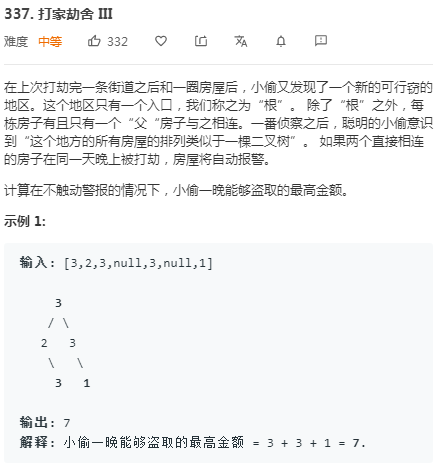 337. 打家劫舍 III
难度 中等 332
在上次打劫完一条街道之后和一圈房屋后，小偷又发现了一个新的可行窃的
地区。这个地区只有一个入口，我们称之为“根”。 除了“根”之外，每
栋房子有且只有一个“父“房子与之相连。一番侦察之后，聪明的小偷意识
到“这个地方的所有房屋的排列类似于一棵二叉树”。 如果两个直接相连
的房子在同一天晚上被打劫，房屋将自动报警。
计算在不触动警报的情况下，小偷一晚能够盗取的最高金额。
示例 1:
输入: [3,2,3,null,3,null,1]
3
/ \
2 3
\ \
3 1
输出: 7
解释: 小偷一晚能够盗取的最高金额 = 3 + 3 + 1 = 7.